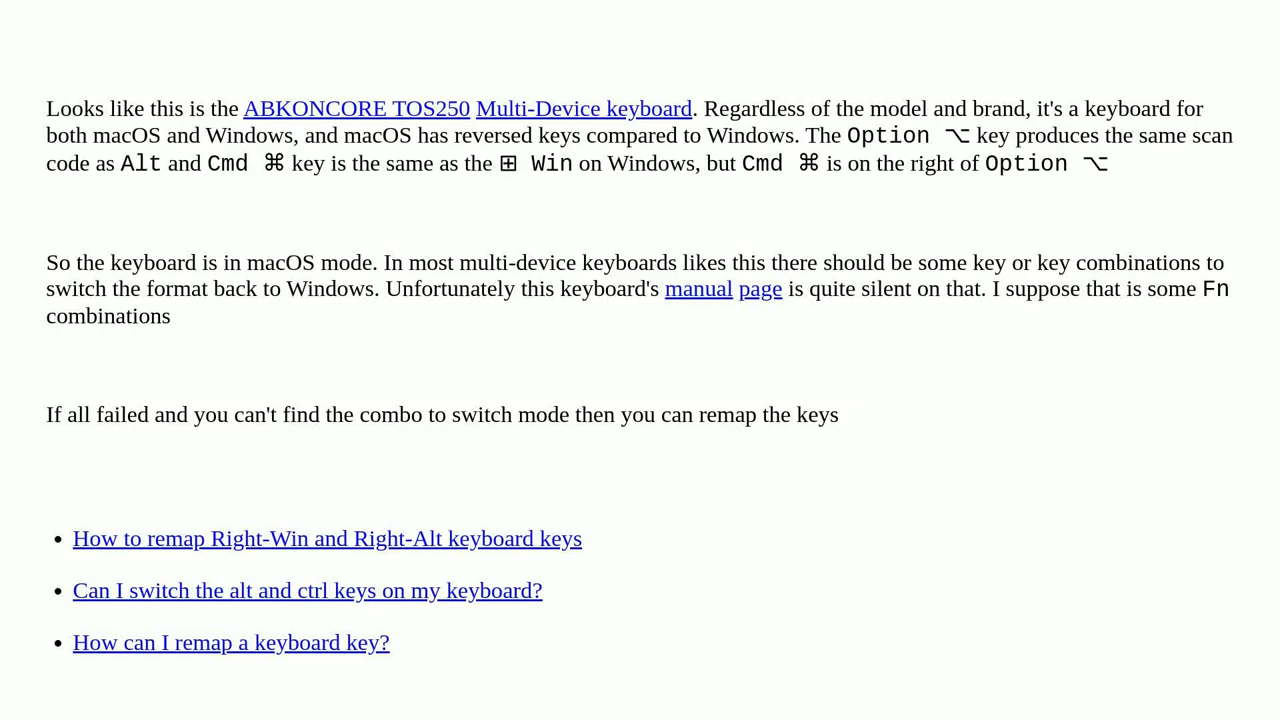 Looks like this is the ABKONCORE TOS250 Multi-Device keyboard. Regardless of the model and brand, it's a keyboard for
both macOS and Windows, and macOS has reversed keys compared to Windows. The Option ⌥ key produces the same scan
code as Alt and Cmd ⌘ key is the same as the ⊞ Win on Windows, but Cmd ⌘ is on the right of Option ⌥
So the keyboard is in macOS mode. In most multi-device keyboards likes this there should be some key or key combinations to
switch the format back to Windows. Unfortunately this keyboard's manual page is quite silent on that. I suppose that is some Fn
combinations
If all failed and you can't find the combo to switch mode then you can remap the keys
• How to remap Right-Win and Right-Alt keyboard keys
• Can I switch the alt and ctrl keys on my keyboard?
• How can I remap a keyboard key?